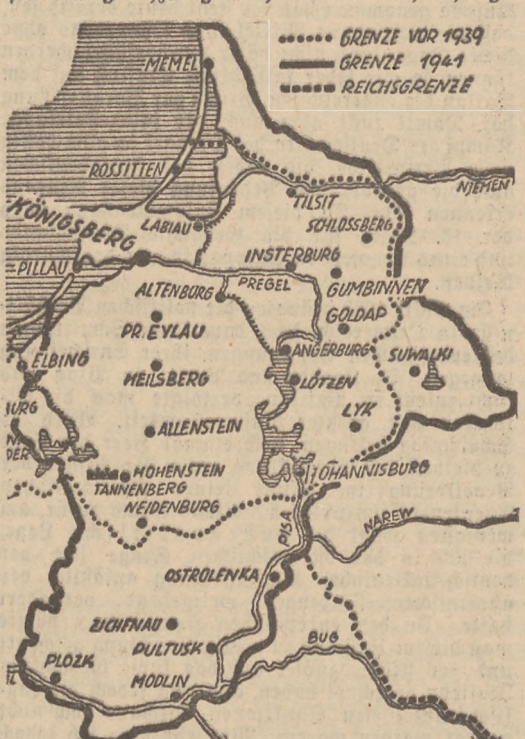 GRENZE VOR 1939
GRENZE 1941
REICHSGRENZE
MEMEL
ROSSITTEN
TILSIT
NJEMEN
KÖNIGSBERG
LABIAU
SCHLOSSBERG
PILLAU
INSTERBURG
PREGEL
ALTENBURG
GUMBINNEN
GOLDAP
PR. EYLAU
ANGERBURG
SUWALKI
ELBING
HEILSBERG
LÖTZEN
LYK
ALLENSTEIN
HOHENSTEIN
JOHANNISBURG
TANNENBERG
NEIDENBURG
PISA
NAREW
OSTROLENKA
ZICHENAU
PULTUSK
BUG
PLOZK
MODLIN